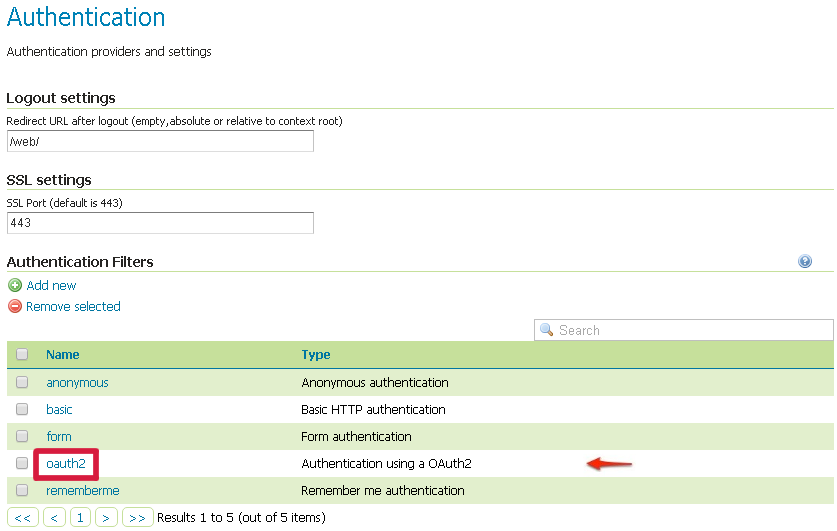 Authentication
Authentication providers and settings
Logout settings
Redirect URL after logout (empty,absolute or relative to context root)
/web/
SSL settings
SSL Port (default is 443)
443
Authentication Filters
Add new
Remove selected
Search
Name Type
anonymous Anonymous authentication
basic Basic HTTP authentication
form Form authentication
oauth2 Authentication using a OAuth2
rememberme Remember me authentication
<< < 1 > >> Results 1 to 5 (out of 5 items)